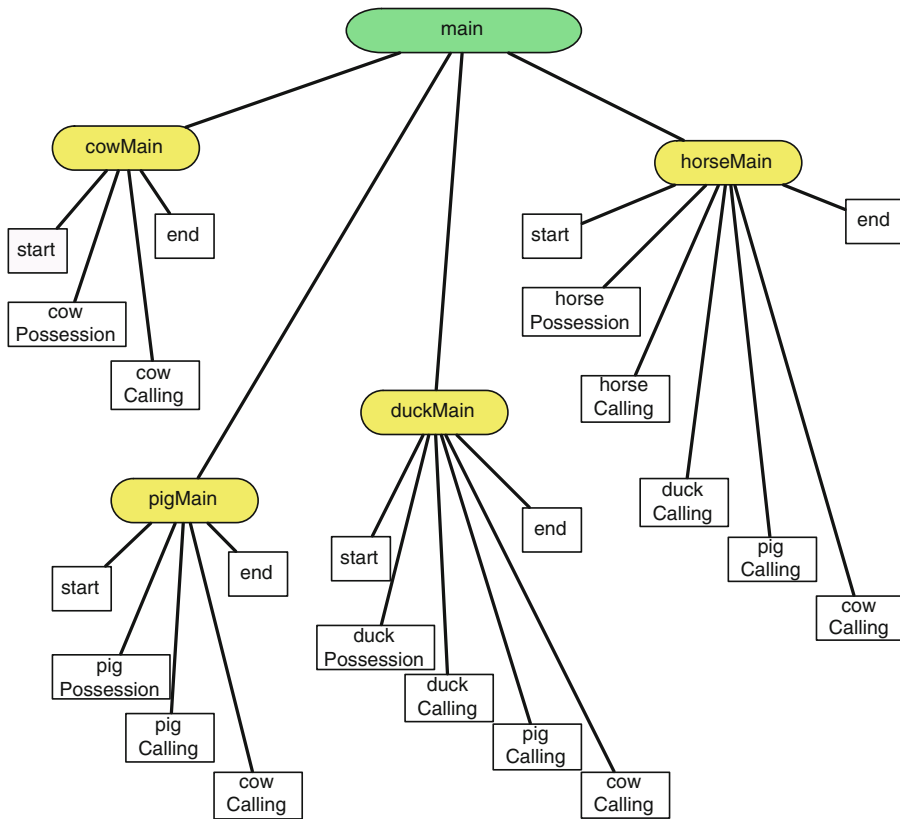 main
cowMain
start
cow
Possession
cow
Calling
end
pigMain
start
pig
Possession
pig
Calling
cow
Calling
end
duckMain
start
duck
Possession
duck
Calling
pig
Calling
cow
Calling
end
horseMain
start
horse
Possession
horse
Calling
duck
Calling
pig
Calling
cow
Calling
end